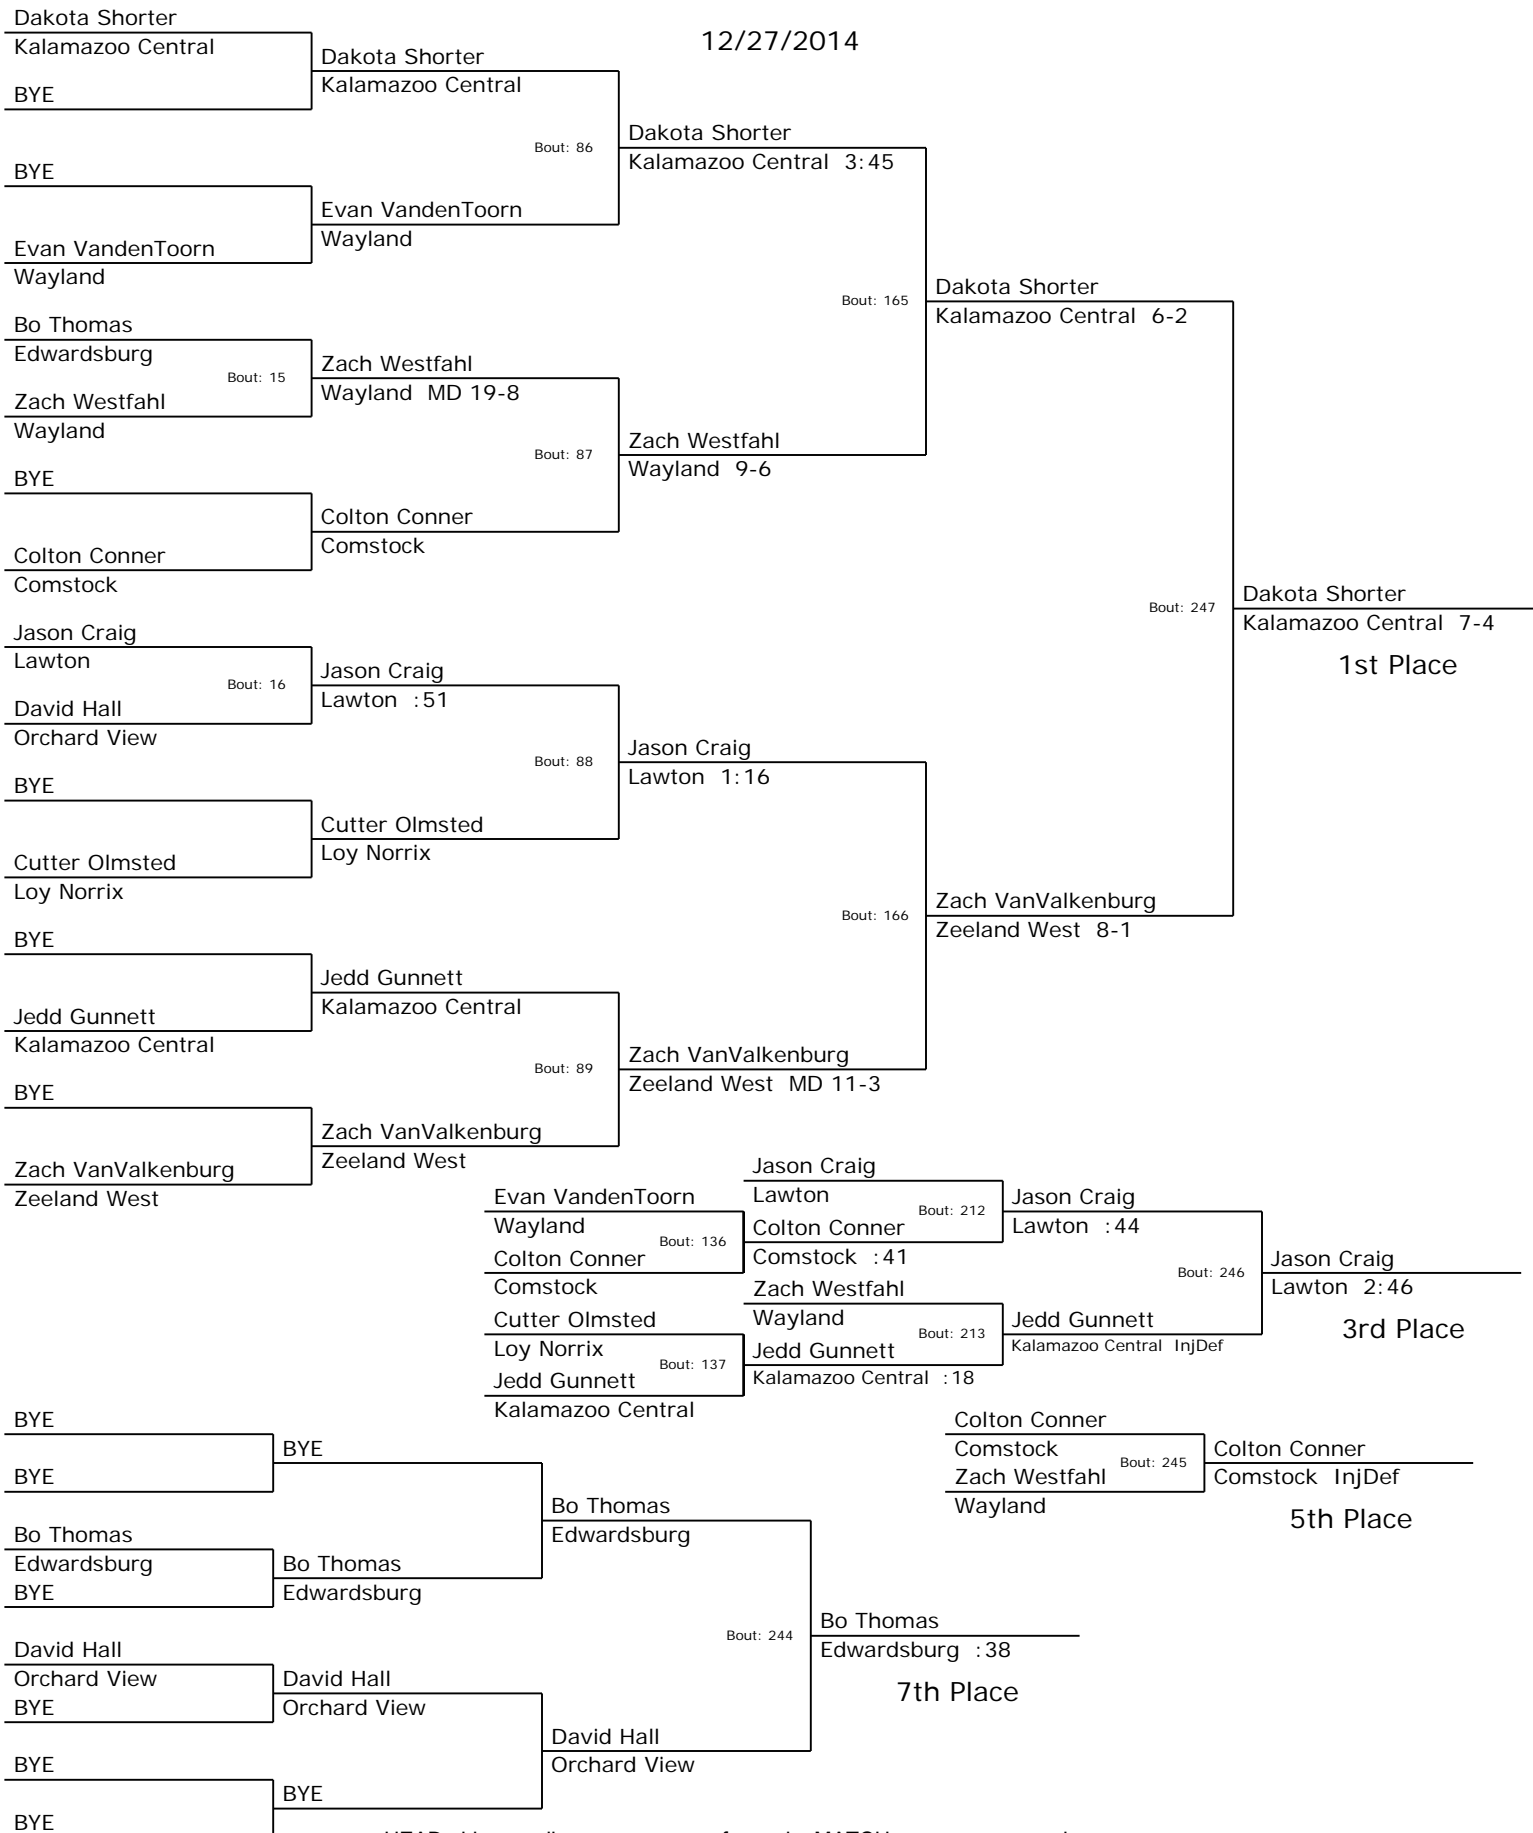 12/27/2014
Dakota Shorter
Kalamazoo Central
BYE
BYE
Evan VandenToorn
Wayland
Bo Thomas
Edwardsburg
Bout: 15
Zach Westfahl
Wayland
BYE
Colton Conner
Comstock
Jason Craig
Lawton
Bout: 16
David Hall
Orchard View
BYE
Cutter Olmsted
Loy Norrix
BYE
Jedd Gunnett
Kalamazoo Central
BYE
Zach VanValkenburg
Zeeland West
Dakota Shorter
Kalamazoo Central
Bout: 86
Evan VandenToorn
Wayland
Zach Westfahl
Wayland MD 19-8
Bout: 87
Colton Conner
Comstock
Jason Craig
Lawton :51
Bout: 88
Cutter Olmsted
Loy Norrix
Jedd Gunnett
Kalamazoo Central
Bout: 89
Zach VanValkenburg
Zeeland West
Dakota Shorter
Kalamazoo Central 3:45
Bout: 165
Zach Westfahl
Wayland 9-6
Jason Craig
Lawton 1:16
Bout: 166
Zach VanValkenburg
Zeeland West MD 11-3
Dakota Shorter
Kalamazoo Central 6-2
Bout: 247
Zach VanValkenburg
Zeeland West 8-1
Dakota Shorter
Kalamazoo Central 7-4
1st Place
Evan VandenToorn
Wayland
Bout: 136
Colton Conner
Comstock
Cutter Olmsted
Loy Norrix
Bout: 137
Jedd Gunnett
Kalamazoo Central
Jason Craig
Lawton
Bout: 212
Colton Conner
Comstock :41
Zach Westfahl
Wayland
Bout: 213
Jedd Gunnett
Kalamazoo Central :18
Jason Craig
Lawton :44
Bout: 246
Jedd Gunnett
Kalamazoo Central InjDef
Jason Craig
Lawton 2:46
3rd Place
Colton Conner
Comstock
Bout: 245
Zach Westfahl
Wayland
Colton Conner
Comstock InjDef
5th Place
BYE
BYE
Bo Thomas
Edwardsburg
BYE
David Hall
Orchard View
BYE
BYE
BYE
BYE
Bo Thomas
Edwardsburg
David Hall
Orchard View
BYE
Bo Thomas
Edwardsburg
Bout: 244
David Hall
Orchard View
Bo Thomas
Edwardsburg :38
7th Place